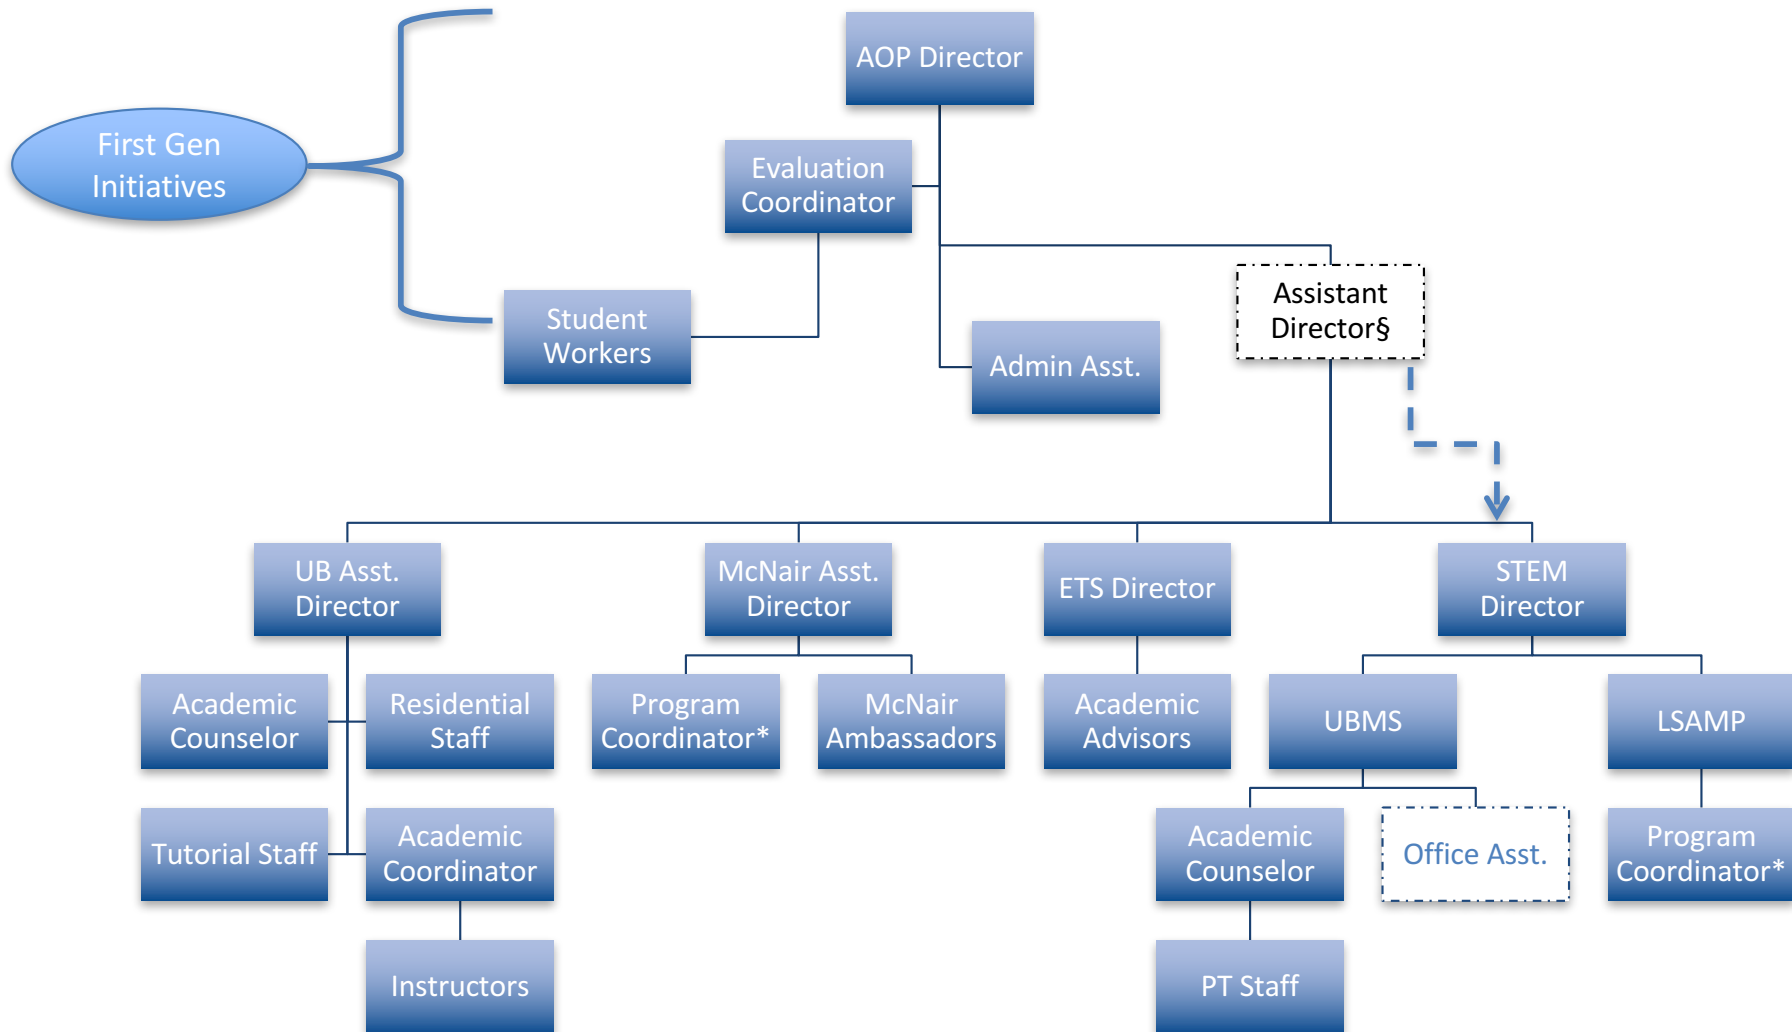 AOP Director
First Gen
Initiatives
Evaluation
Coordinator
Assistant
Director§
Student
Workers
Admin Asst.
UB Asst.
Director
McNair Asst.
Director
ETS Director
STEM
Director
Academic
Counselor
Residential
Staff
Program
Coordinator*
McNair
Ambassadors
Academic
Advisors
UBMS
LSAMP
Tutorial Staff
Academic
Coordinator
Academic
Counselor
Office Asst.
Program
Coordinator*
Instructors
PT Staff